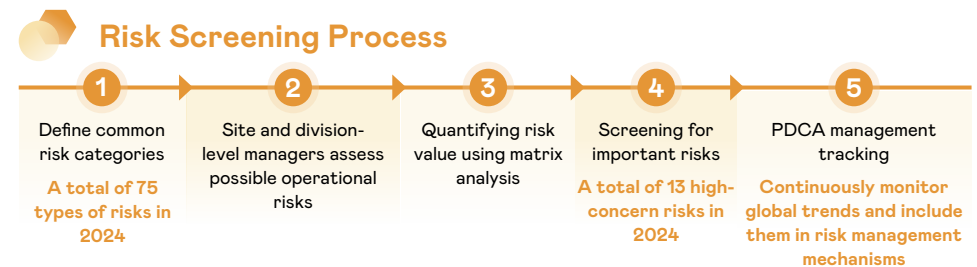 Risk Screening Process
1
Define common
risk categories
A total of 75
types of risks in
2024
2
Site and division-
level managers assess
possible operational
risks
3
Quantifying risk
value using matrix
analysis
4
Screening for
important risks
A total of 13 high-
concern risks in
2024
5
PDCA management
tracking
Continuously monitor
global trends and include
them in risk management
mechanisms